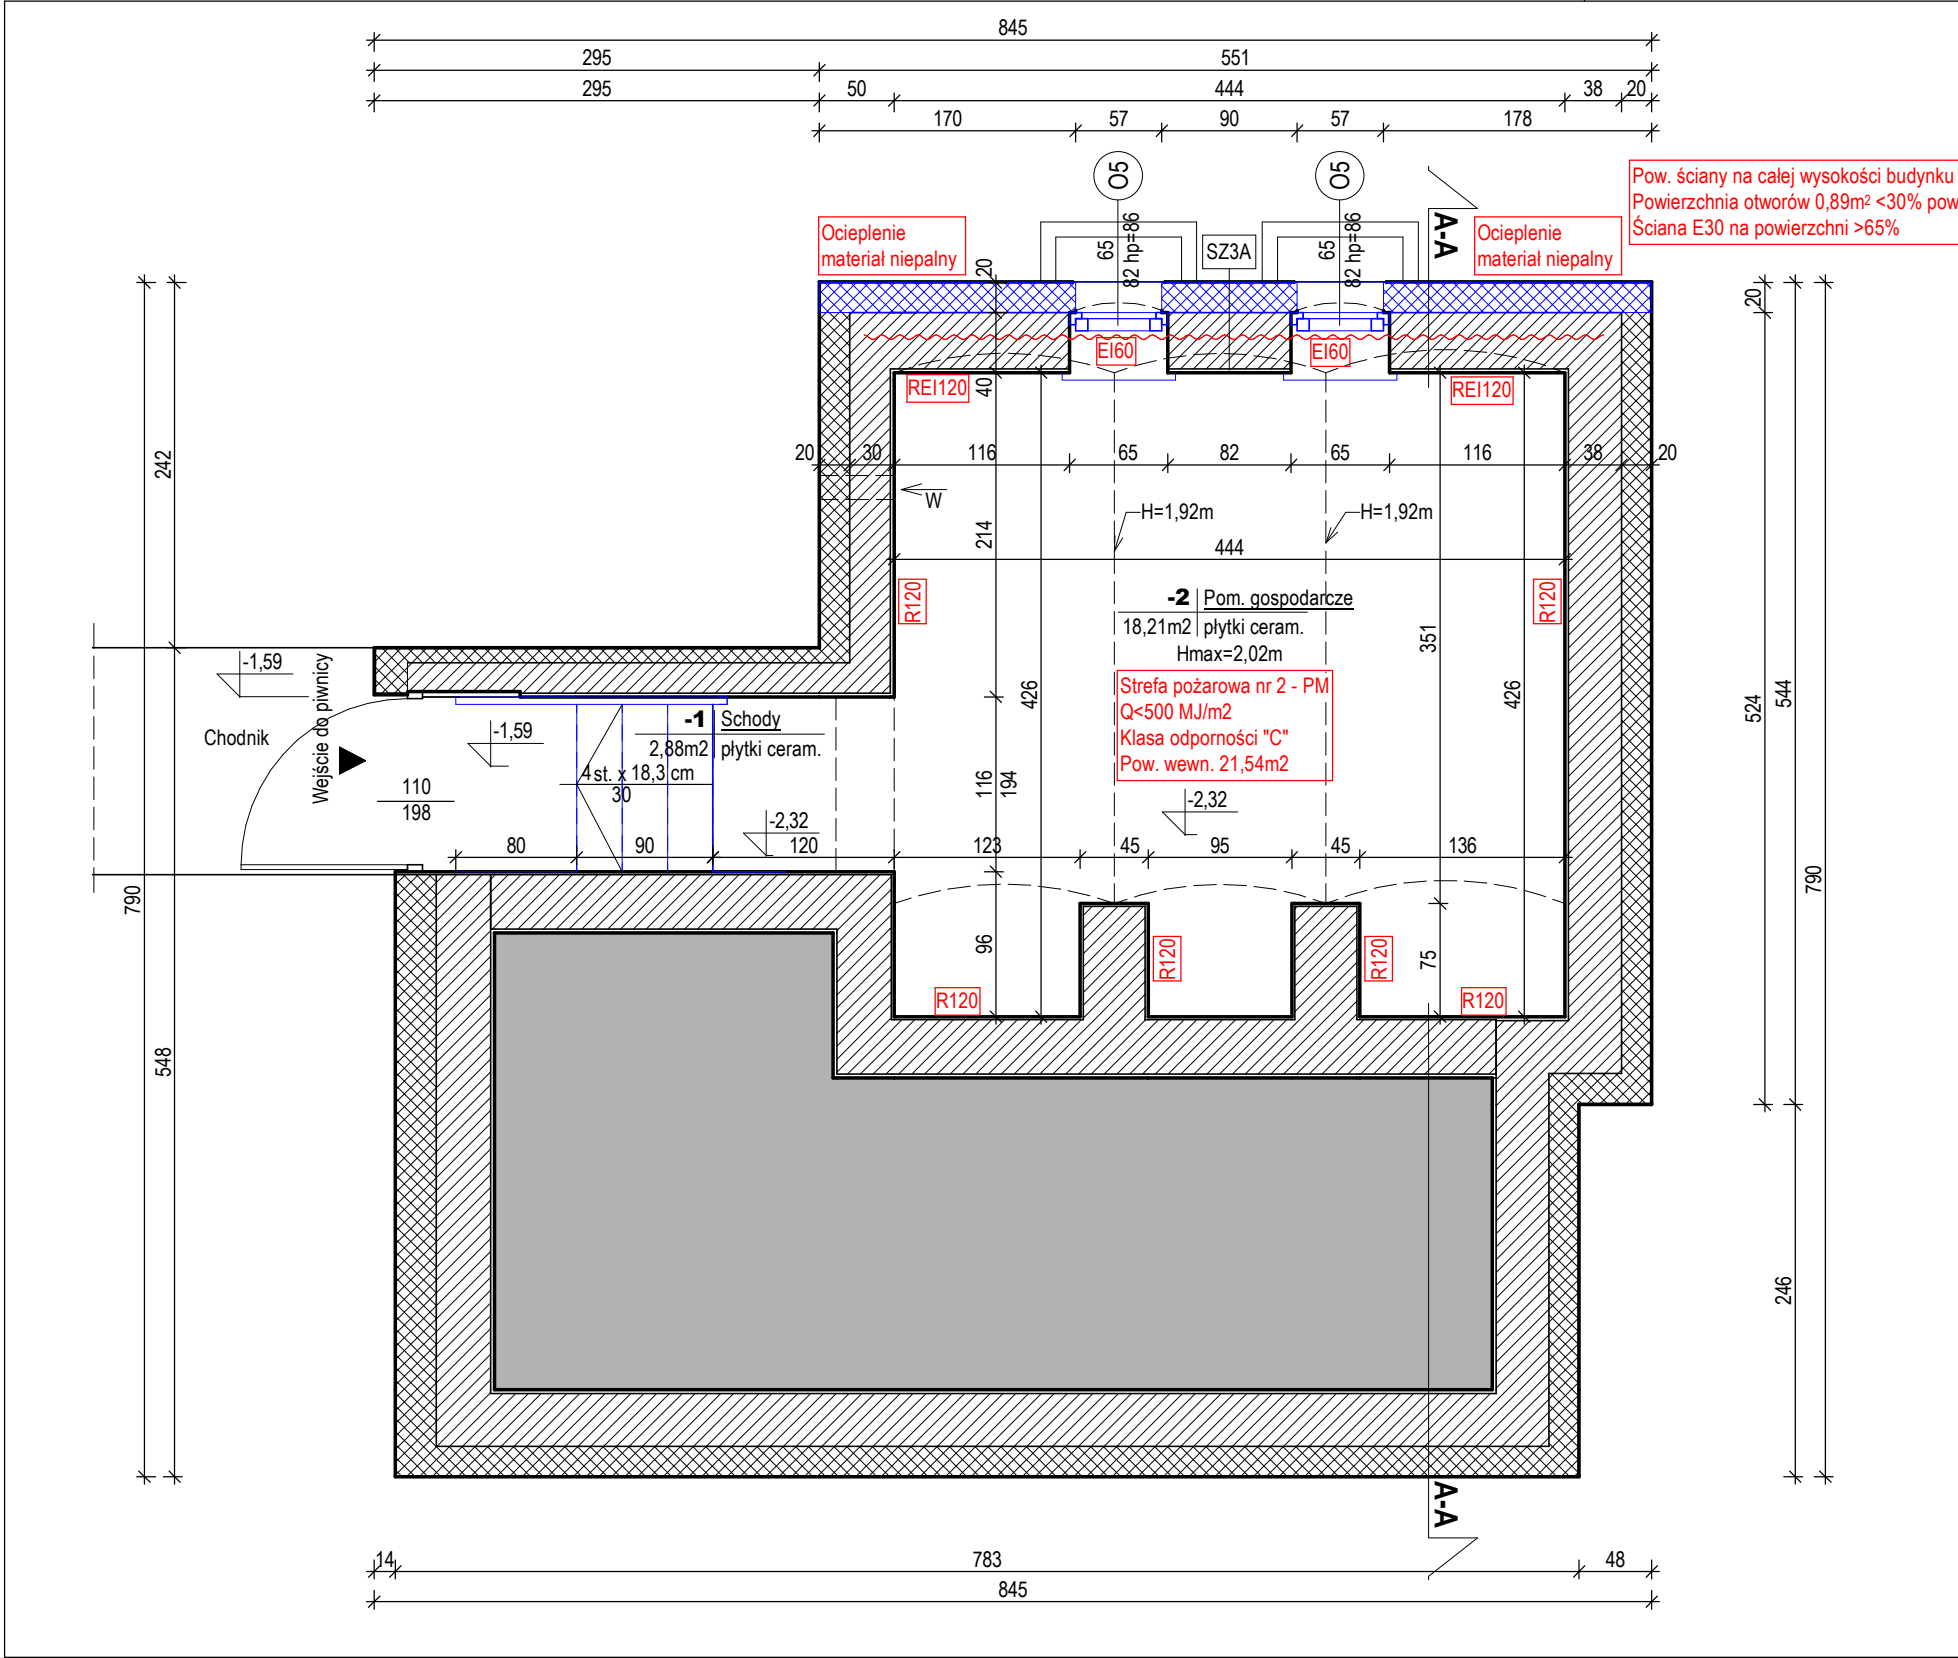 845
295
551
295
50
444
38
20
170
57
90
57
178
O5
O5
A-A
Pow. ściany na całej wysokości budynku
Powierzchnia otworów 0,89m² <30% pow
Ściana E30 na powierzchni >65%
Ocieplenie
materiał niepalny
65
82 hp=86
SZ3A
65
82 hp=86
Ocieplenie
materiał niepalny
20
20
EI60
EI60
REI120
40
REI120
242
20
30
116
65
82
65
116
38
20
W
H=1,92m
H=1,92m
214
444
R120
R120
-2
Pom. gospodarcze
18,21m2
płytki ceram.
Hmax=2,02m
351
Strefa pożarowa nr 2 - PM
Q<500 MJ/m2
Klasa odporności "C"
Pow. wewn. 21,54m2
426
426
524
544
-1,59
Wejście do piwnicy
Chodnik
-1,59
-1
Schody
2,88m2
płytki ceram.
4 st. x 18,3 cm
30
110
198
116
194
-2,32
-2,32
80
90
120
123
45
95
45
136
790
790
96
75
R120
R120
R120
R120
548
246
A-A
14
783
48
845